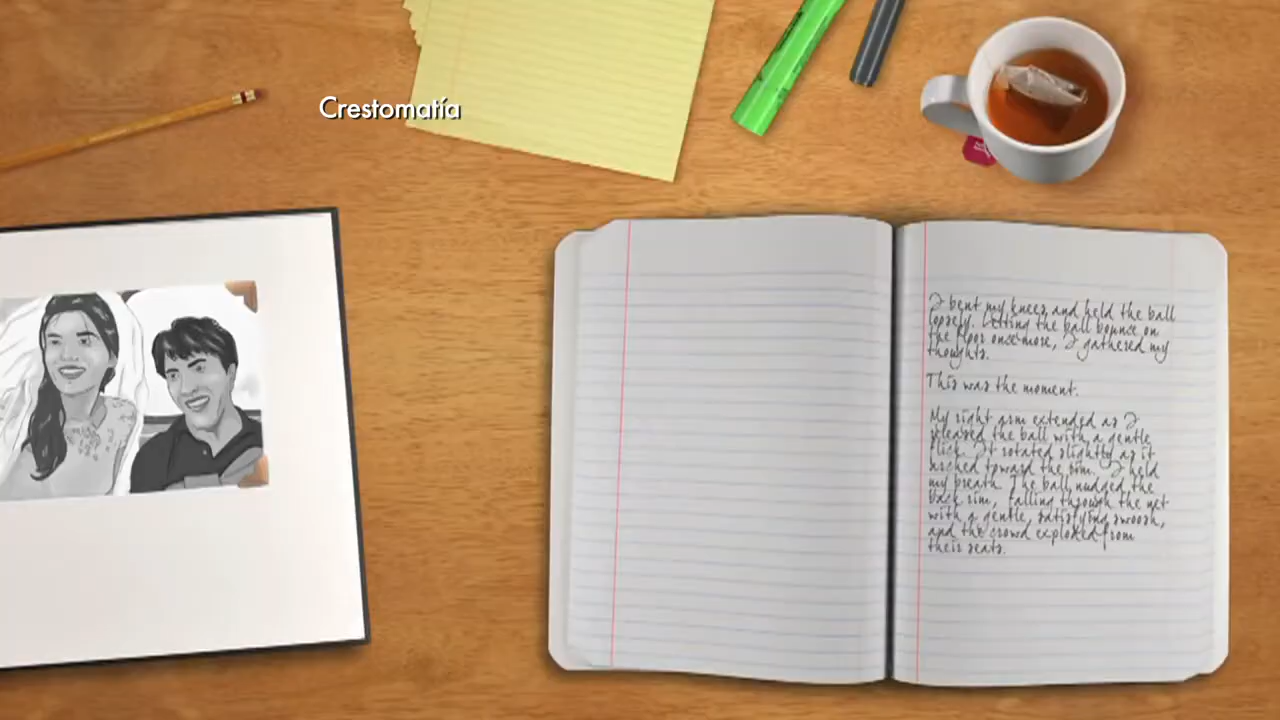 Crestomatía
I bent my knees and held the ball
loosely. Letting the ball bounce on
the floor once more, I gathered my
thoughts.
This was the moment.
My right arm extended as I
released the ball with a gentle
flick. It rotated slightly as it
arched toward the rim. I held
my breath. The ball nudged the
back rim, falling through the net
with a gentle, satisfying swoosh,
and the crowd exploded from
their seats.